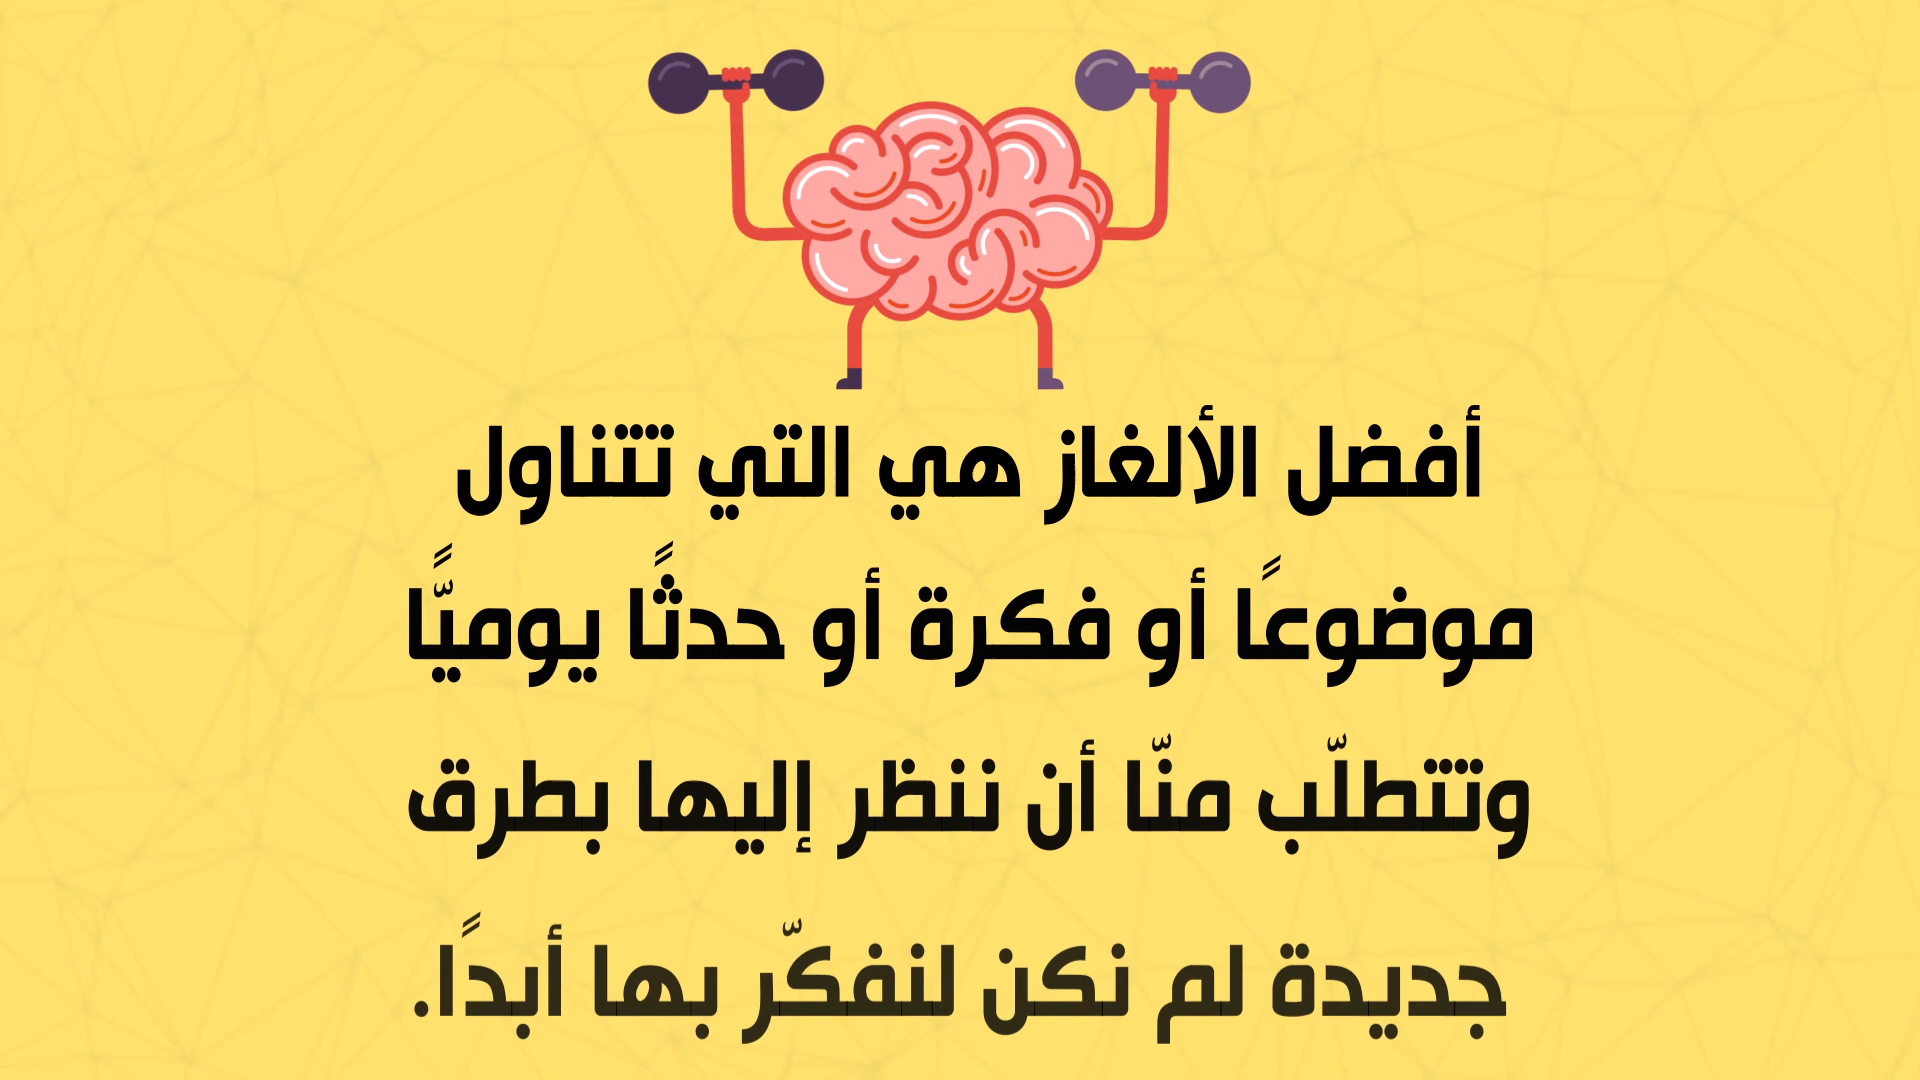 أفضل الألغاز هي التي تتناول
موضوعًا أو فكرة أو حدثًا يوميًّا
وتتطلّب منّا أن ننظر إليها بطرق
جديدة لم نكن لنفكّر بها أبدًا.